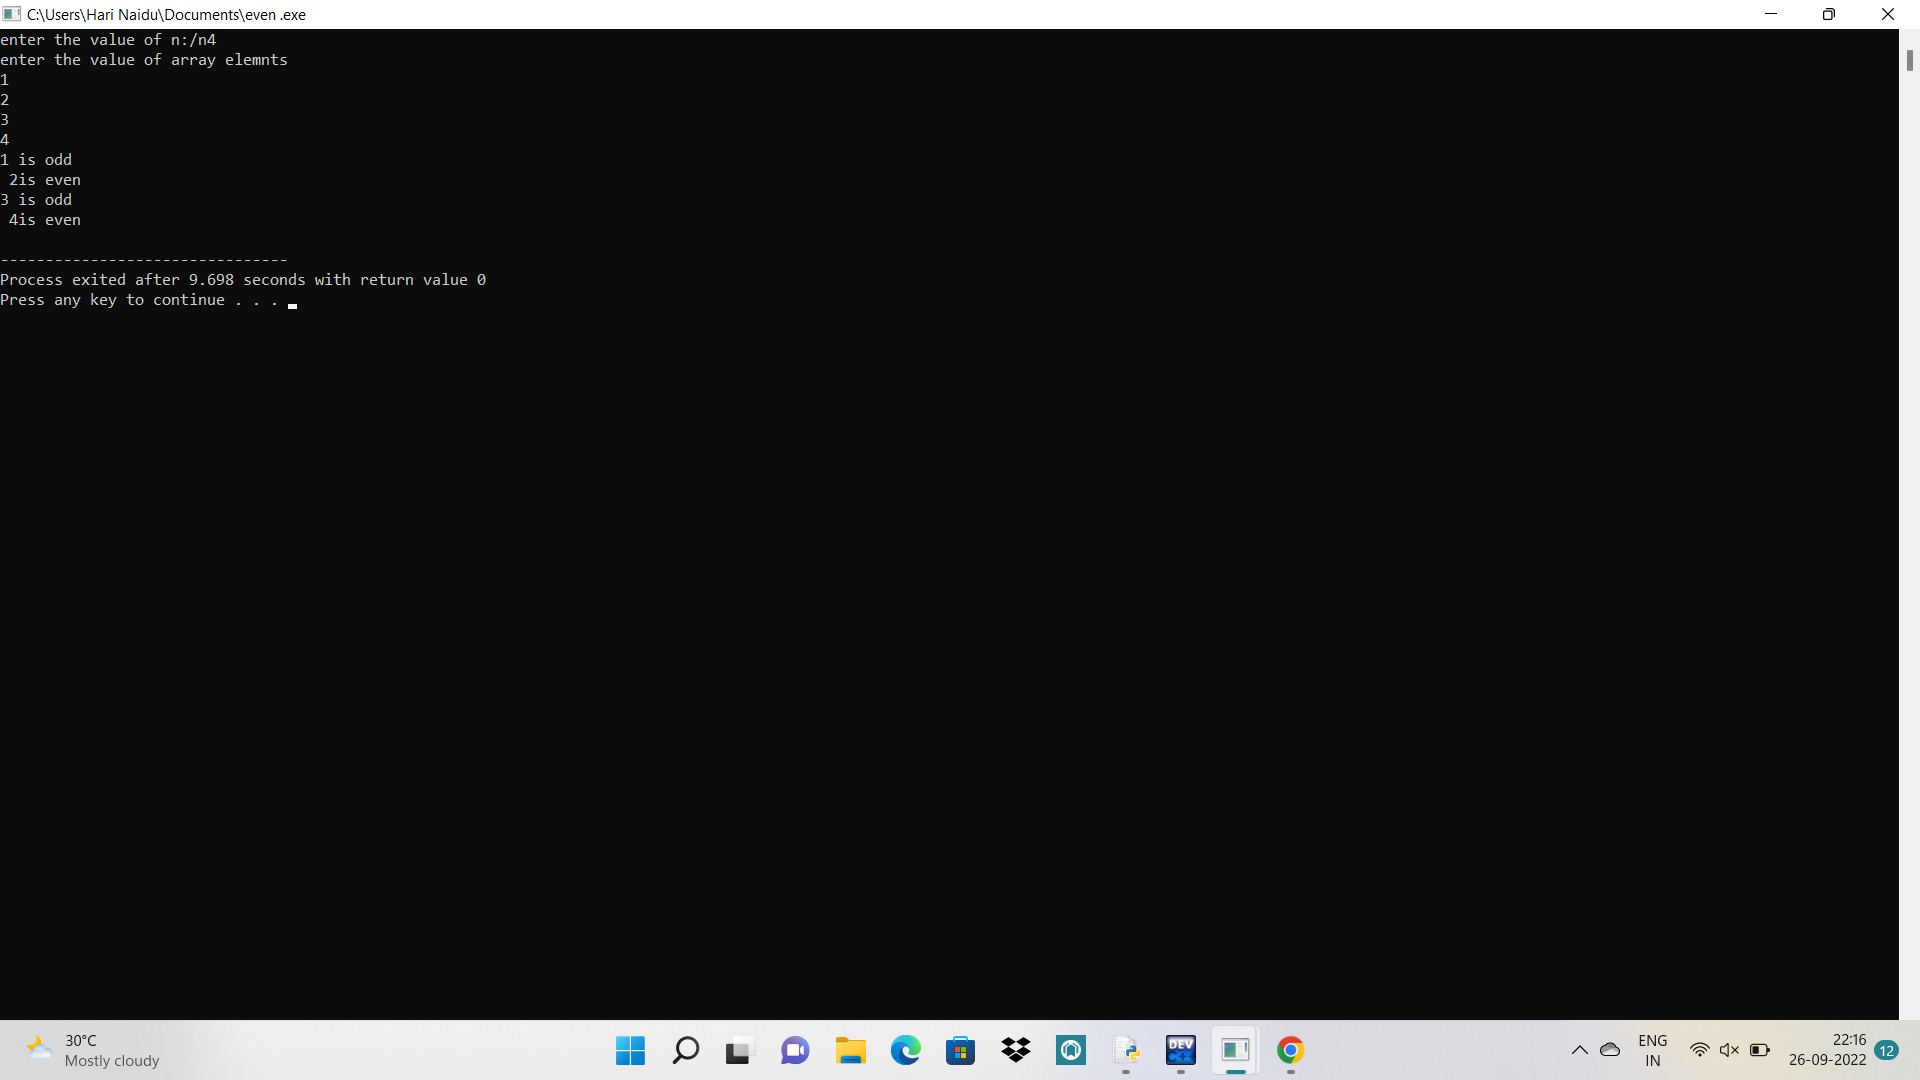 C:\Users\Hari Naidu\Documents\even .exe
enter the value of n:/n4
enter the value of array elemnts
1
2
3
4
1 is odd
 2is even
3 is odd
 4is even
--------------------------------
Process exited after 9.698 seconds with return value 0
Press any key to continue . . .
30°C
Mostly cloudy
DEV
C++
ENG
IN
22:16
26-09-2022
12